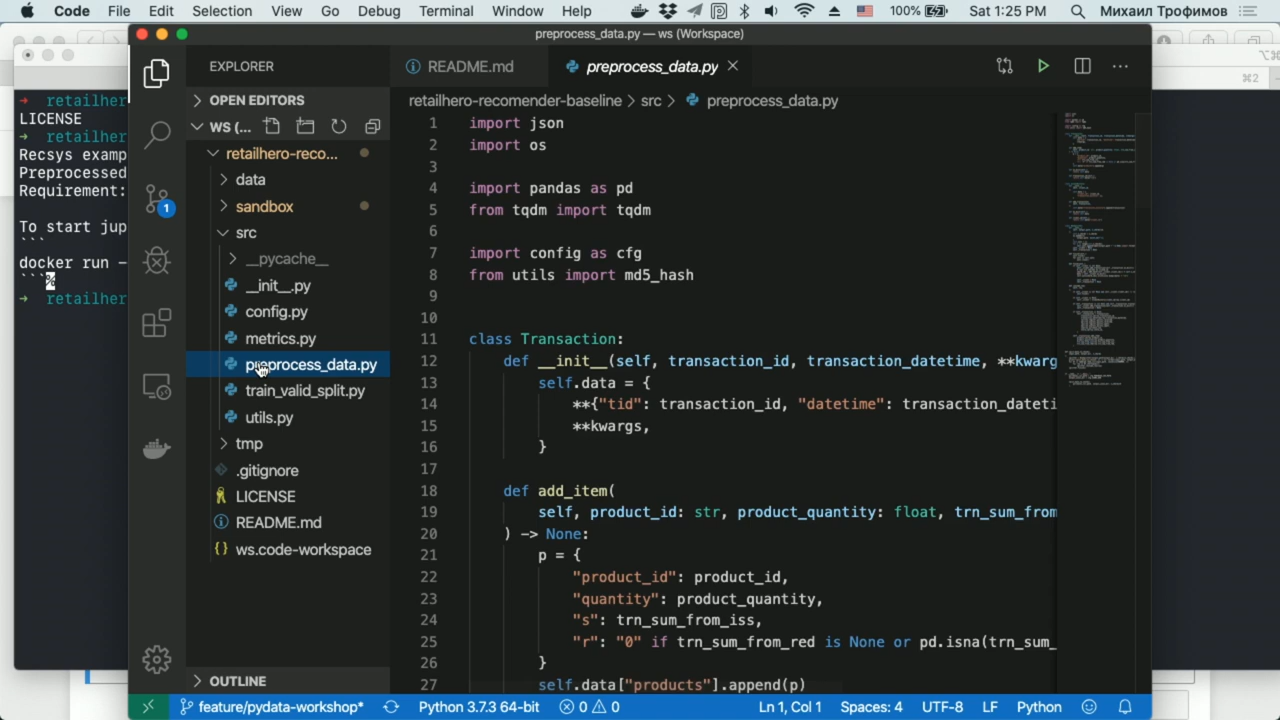 Code File Edit Selection View Go Debug Terminal Window Help 100% Sat 1:25 PM Михаил Трофимов
preprocess_data.py — ws (Workspace)
⌥⌘
⌘2
→ retailher
LICENSE
→ retailher
Recsys examp
Preprocessed
Requirement:
To start jup
```
docker run -
```%
→ retailher
EXPLORER
OPEN EDITORS
WS (...
retailhero-reco...
data
sandbox
src
__pycache__
__init__.py
config.py
metrics.py
preprocess_data.py
train_valid_split.py
utils.py
tmp
.gitignore
LICENSE
README.md
{} ws.code-workspace
OUTLINE
README.md
preprocess_data.py
retailhero-recomender-baseline > src > preprocess_data.py
1 import json
2 import os
3
4 import pandas as pd
5 from tqdm import tqdm
6
7 import config as cfg
8 from utils import md5_hash
9
10
11 class Transaction:
12 def __init__(self, transaction_id, transaction_datetime, **kwarg
13 self.data = {
14 **{"tid": transaction_id, "datetime": transaction_dateti
15 **kwargs,
16 }
17
18 def add_item(
19 self, product_id: str, product_quantity: float, trn_sum_from
20 ) -> None:
21 p = {
22 "product_id": product_id,
23 "quantity": product_quantity,
24 "s": trn_sum_from_iss,
25 "r": "0" if trn_sum_from_red is None or pd.isna(trn_sum_
26 }
27 self.data["products"].append(p)
1
feature/pydata-workshop* Python 3.7.3 64-bit 0 0 Ln 1, Col 1 Spaces: 4 UTF-8 LF Python